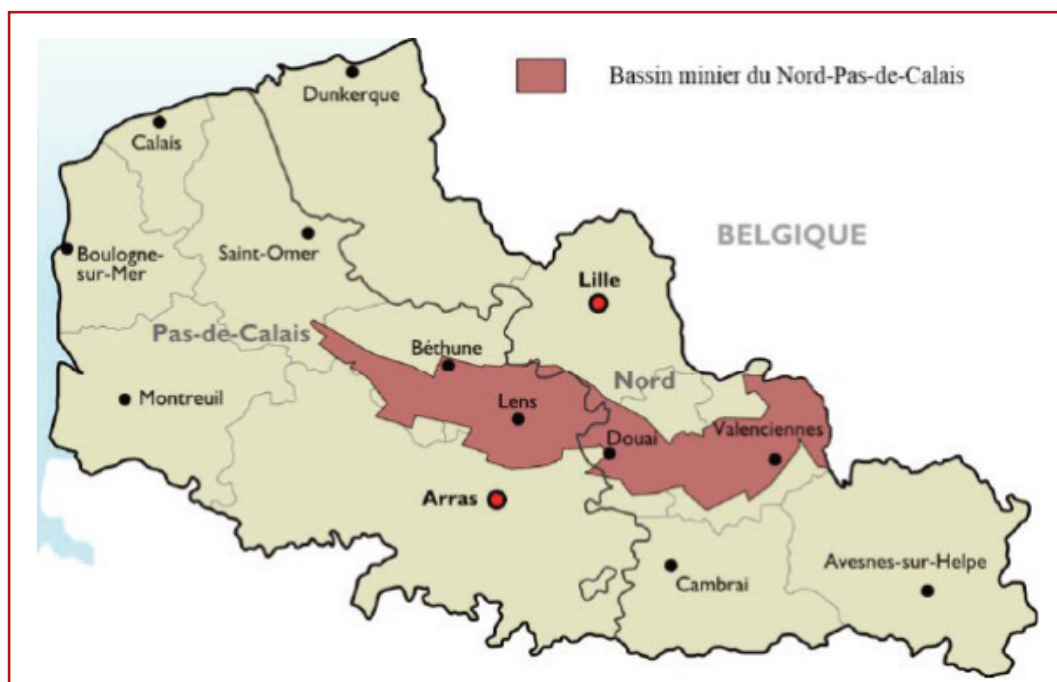 Bassin minier du Nord-Pas-de-Calais
Dunkerque
Calais
BELGIQUE
Boulogne-
sur-Mer
Saint-Omer
Lille
Pas-de-Calais
Béthune
Nord
Montreuil
Lens
Douai
Valenciennes
Arras
Cambrai
Avesnes-sur-Helpe